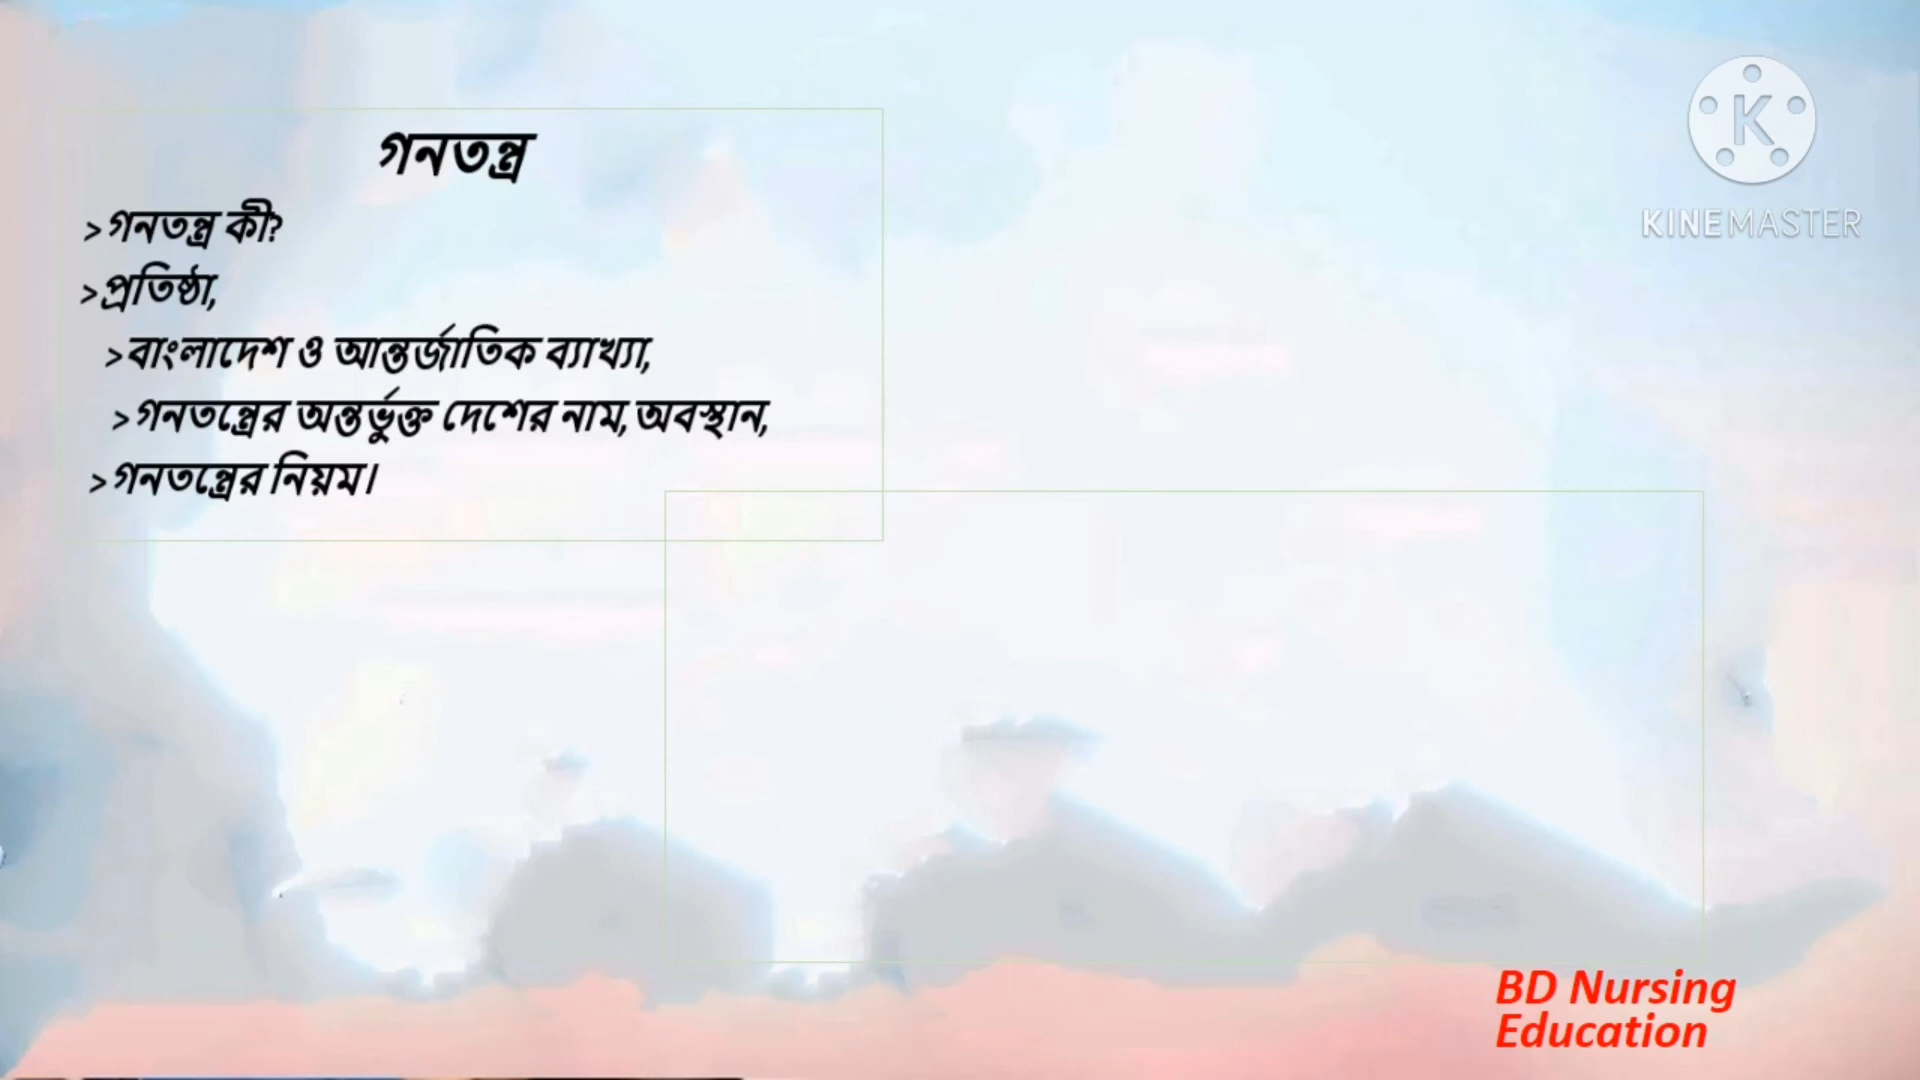 গনতন্ত্র
>গনতন্ত্র কী?
>প্রতিষ্ঠা,
>বাংলাদেশ ও আন্তর্জাতিক ব্যাখ্যা,
>গনতন্ত্রের অন্তর্ভুক্ত দেশের নাম, অবস্থান,
>গনতন্ত্রের নিয়ম।
K
KINEMASTER
BD Nursing
Education